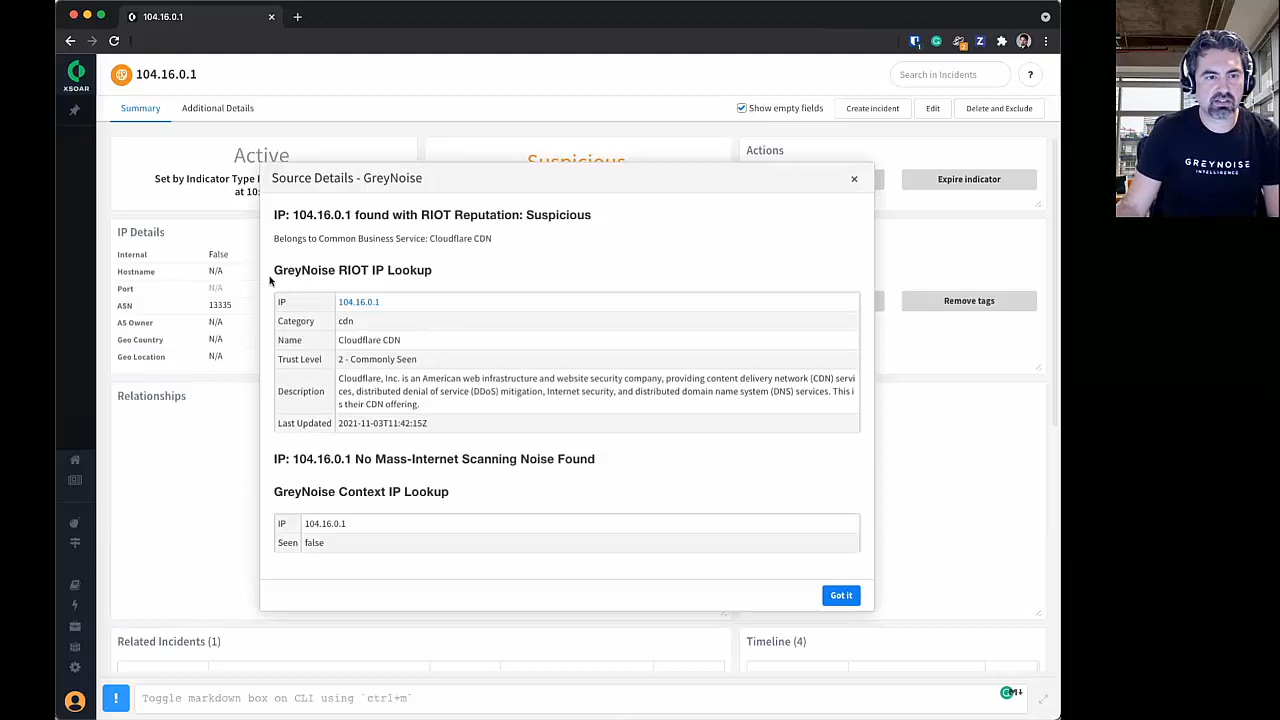 104.16.0.1
XSOAR
104.16.0.1
Search in Incidents
?
Summary
Additional Details
Show empty fields
Create incident
Edit
Delete and Exclude
Active
Set by Indicator Type
at 10:
Suspicious
Actions
Expire indicator
IP Details
Internal False
Hostname N/A
Port N/A
ASN 13335
AS Owner N/A
Geo Country N/A
Geo Location N/A
Remove tags
Relationships
Source Details - GreyNoise
IP: 104.16.0.1 found with RIOT Reputation: Suspicious
Belongs to Common Business Service: Cloudflare CDN
GreyNoise RIOT IP Lookup
IP 104.16.0.1
Category cdn
Name Cloudflare CDN
Trust Level 2 - Commonly Seen
Description Cloudflare, Inc. is an American web infrastructure and website security company, providing content delivery network (CDN) servi
ces, distributed denial of service (DDoS) mitigation, Internet security, and distributed domain name system (DNS) services. This i
s their CDN offering.
Last Updated 2021-11-03T11:42:15Z
IP: 104.16.0.1 No Mass-Internet Scanning Noise Found
GreyNoise Context IP Lookup
IP 104.16.0.1
Seen false
Got it
Related Incidents (1)
Timeline (4)
!
Toggle markdown box on CLI using `ctrl+m`
GREYNOISE
INTELLIGENCE